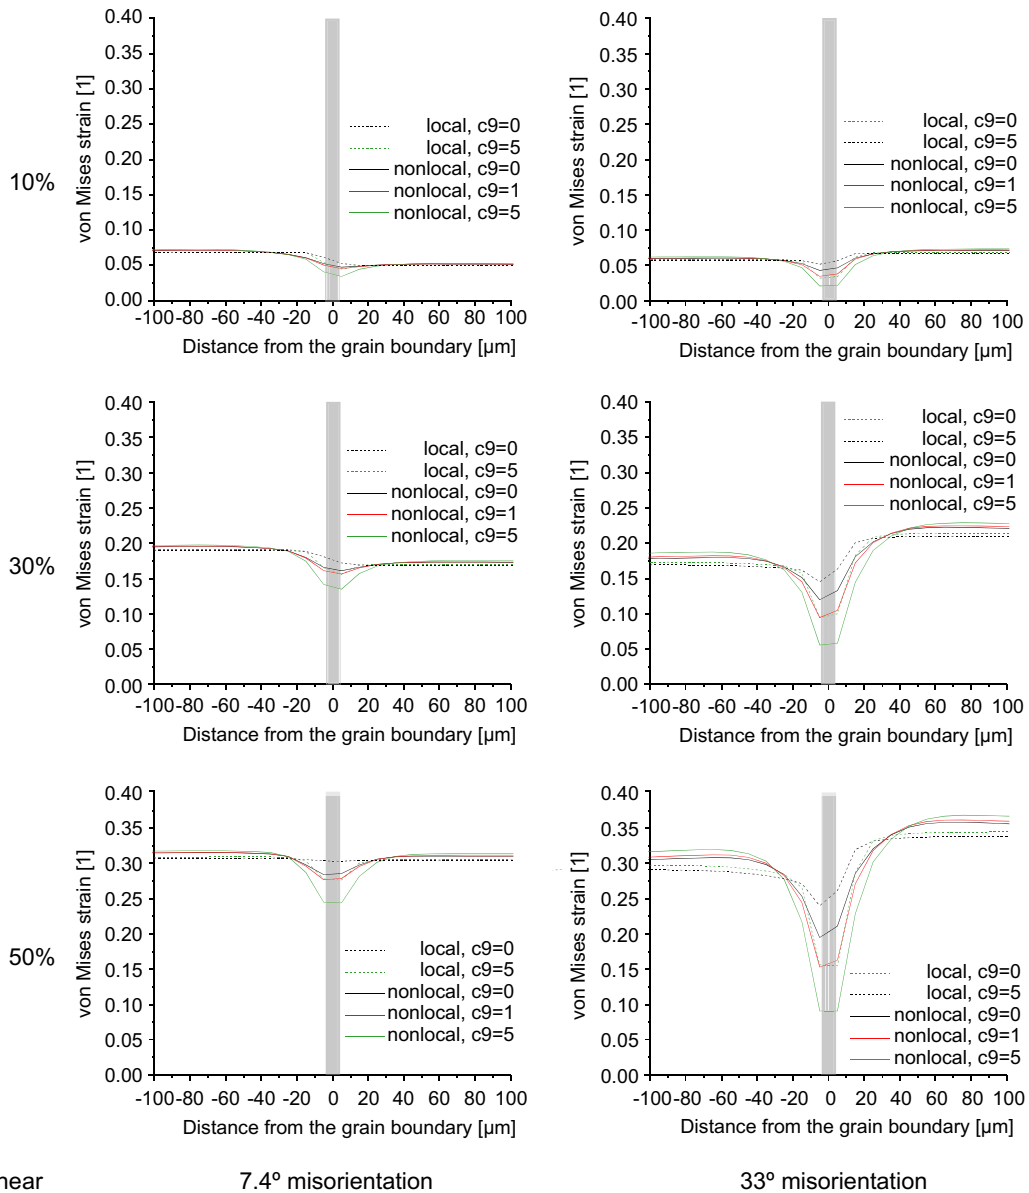 10%
0.40
0.35
0.30
0.25
0.20
0.15
0.10
0.05
0.00
von Mises strain [1]
local, c9=0
local, c9=5
nonlocal, c9=0
nonlocal, c9=1
nonlocal, c9=5
-100 -80 -60 -40 -20 0 20 40 60 80 100
Distance from the grain boundary [µm]
0.40
0.35
0.30
0.25
0.20
0.15
0.10
0.05
0.00
von Mises strain [1]
local, c9=0
local, c9=5
nonlocal, c9=0
nonlocal, c9=1
nonlocal, c9=5
-100 -80 -60 -40 -20 0 20 40 60 80 100
Distance from the grain boundary [µm]
30%
0.40
0.35
0.30
0.25
0.20
0.15
0.10
0.05
0.00
von Mises strain [1]
local, c9=0
local, c9=5
nonlocal, c9=0
nonlocal, c9=1
nonlocal, c9=5
-100 -80 -60 -40 -20 0 20 40 60 80 100
Distance from the grain boundary [µm]
0.40
0.35
0.30
0.25
0.20
0.15
0.10
0.05
0.00
von Mises strain [1]
local, c9=0
local, c9=5
nonlocal, c9=0
nonlocal, c9=1
nonlocal, c9=5
-100 -80 -60 -40 -20 0 20 40 60 80 100
Distance from the grain boundary [µm]
50%
0.40
0.35
0.30
0.25
0.20
0.15
0.10
0.05
0.00
von Mises strain [1]
local, c9=0
local, c9=5
nonlocal, c9=0
nonlocal, c9=1
nonlocal, c9=5
-100 -80 -60 -40 -20 0 20 40 60 80 100
Distance from the grain boundary [µm]
0.40
0.35
0.30
0.25
0.20
0.15
0.10
0.05
0.00
von Mises strain [1]
local, c9=0
local, c9=5
nonlocal, c9=0
nonlocal, c9=1
nonlocal, c9=5
-100 -80 -60 -40 -20 0 20 40 60 80 100
Distance from the grain boundary [µm]
7.4º misorientation
33º misorientation